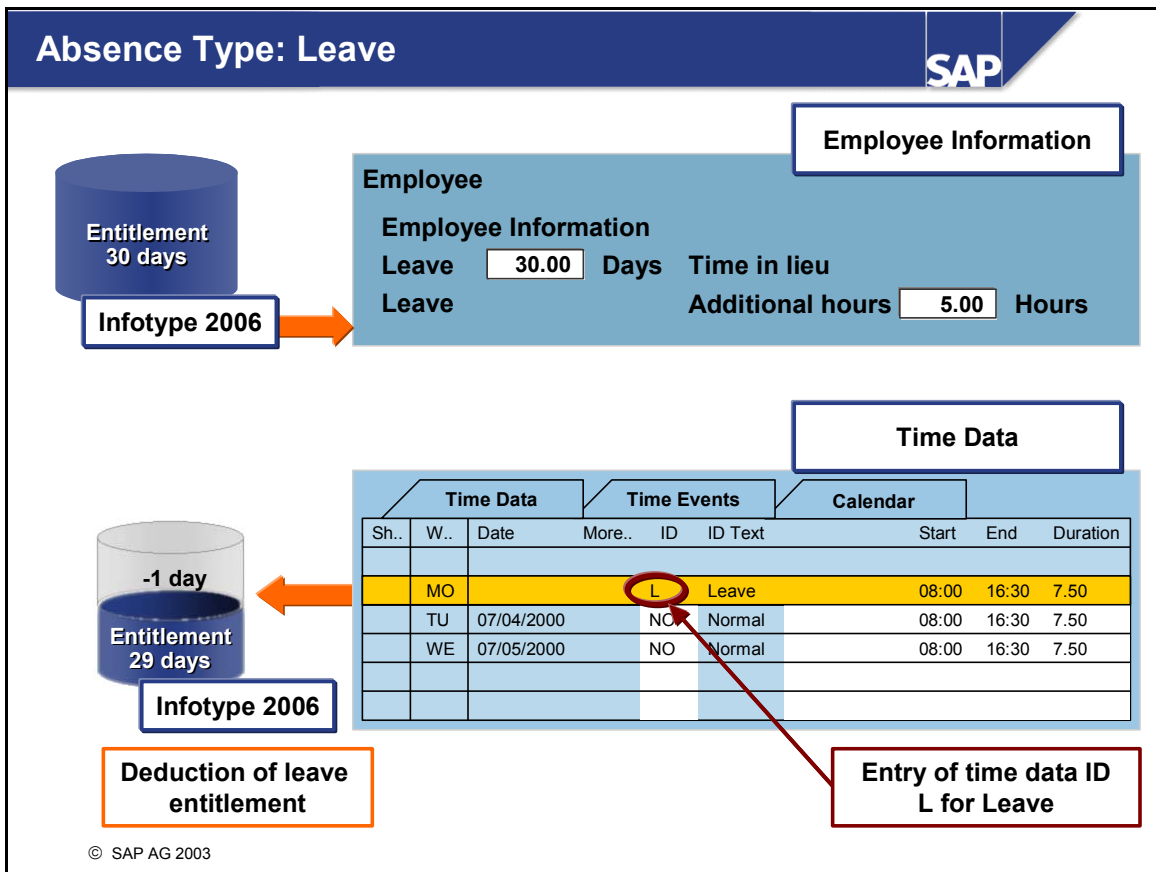 Absence Type: Leave
SAP
Employee Information
Entitlement
30 days
Infotype 2006
Employee
Employee Information
Leave 30.00 Days Time in lieu
Leave Additional hours 5.00 Hours
Time Data
Time Data Time Events Calendar
Sh.. W.. Date More.. ID ID Text Start End Duration
MO L Leave 08:00 16:30 7.50
TU 07/04/2000 NO Normal 08:00 16:30 7.50
WE 07/05/2000 NO Normal 08:00 16:30 7.50
-1 day
Entitlement
29 days
Infotype 2006
Deduction of leave
entitlement
Entry of time data ID
L for Leave
© SAP AG 2003